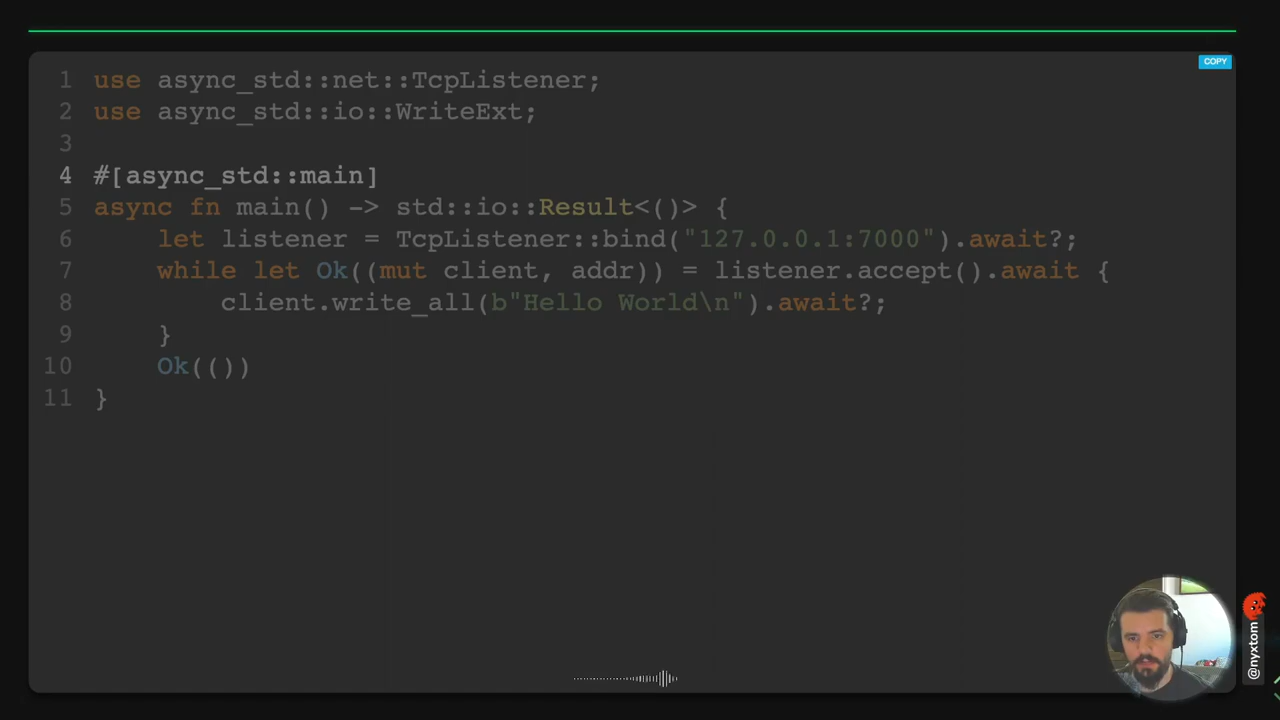 COPY
1 use async_std::net::TcpListener;
2 use async_std::io::WriteExt;
3
4 #[async_std::main]
5 async fn main() -> std::io::Result<()> {
6     let listener = TcpListener::bind("127.0.0.1:7000").await?;
7     while let Ok((mut client, addr)) = listener.accept().await {
8         client.write_all(b"Hello World\n").await?;
9     }
10     Ok(())
11 }
@nyxtom